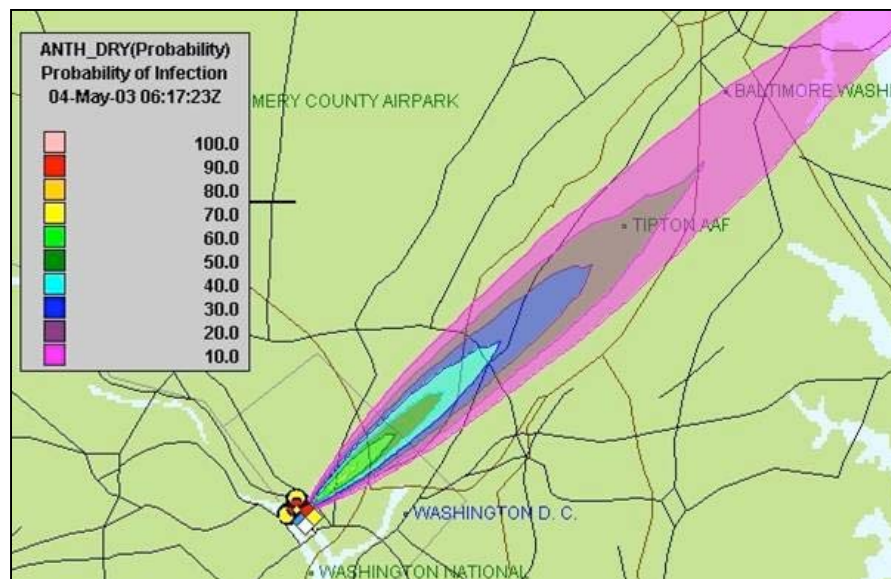 ANTH_DRY(Probability)
Probability of Infection
04-May-03 06:17:23Z
100.0
90.0
80.0
70.0
60.0
50.0
40.0
30.0
20.0
10.0
MERY COUNTY AIRPARK
BALTIMORE WASHI
TIPTON AAF
WASHINGTON D. C.
WASHINGTON NATIONAL